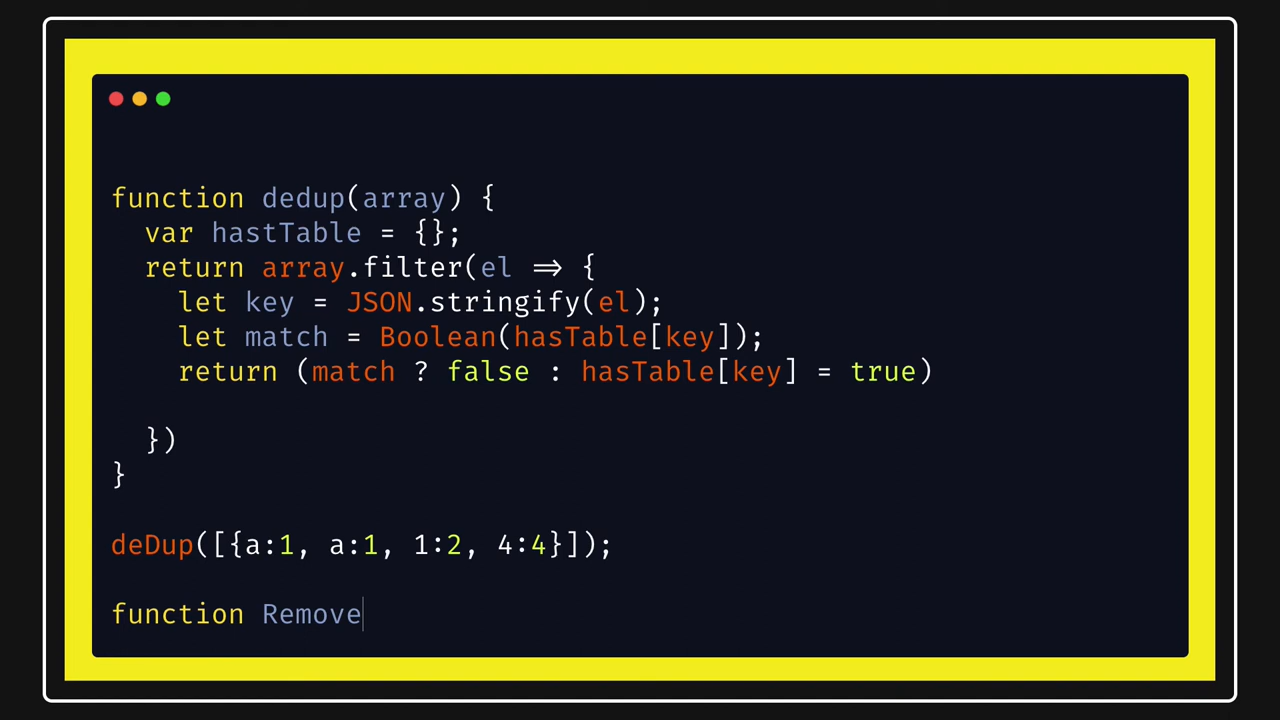 function dedup(array) {
  var hastTable = {};
  return array.filter(el => {
    let key = JSON.stringify(el);
    let match = Boolean(hasTable[key]);
    return (match ? false : hasTable[key] = true)
  })
}
deDup([{a:1, a:1, 1:2, 4:4}]);
function Remove